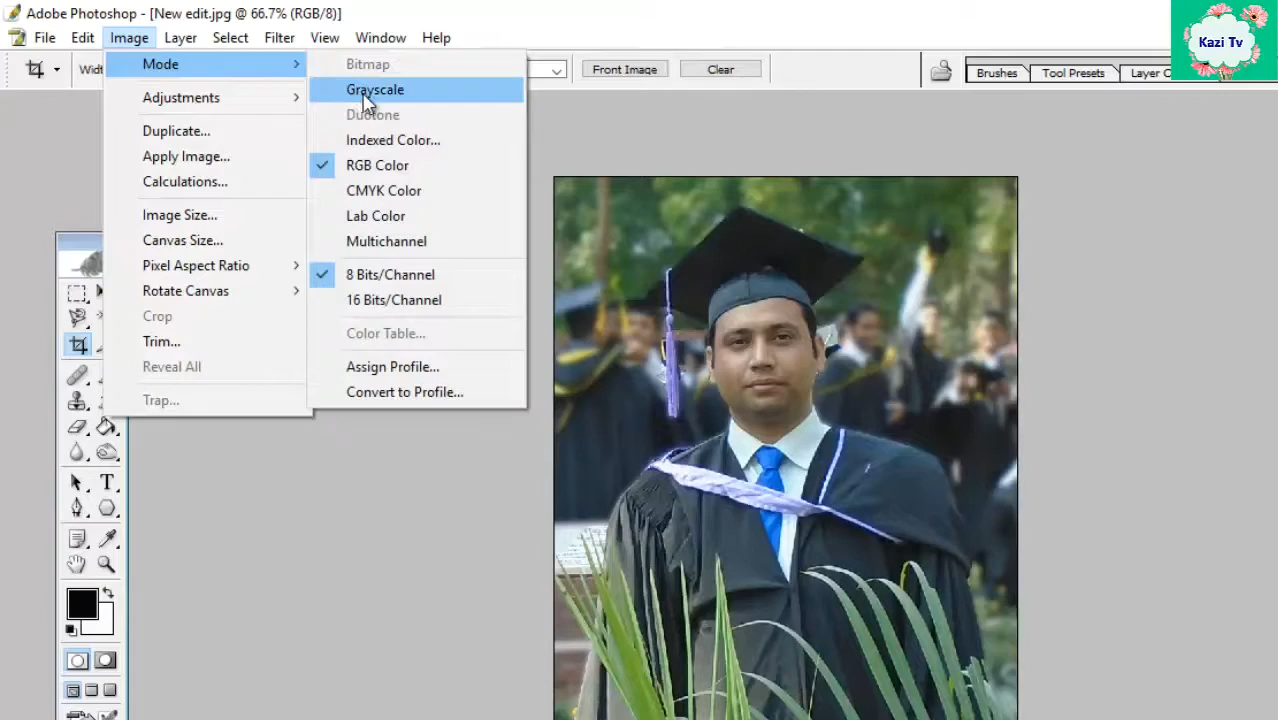 Adobe Photoshop - [New edit.jpg @ 66.7% (RGB/8)]
File Edit Image Layer Select Filter View Window Help
Front Image Clear
Brushes Tool Presets Layer
Kazi Tv
Mode
Adjustments
Duplicate...
Apply Image...
Calculations...
Image Size...
Canvas Size...
Pixel Aspect Ratio
Rotate Canvas
Crop
Trim...
Reveal All
Trap...
Bitmap
Grayscale
Duotone
Indexed Color...
RGB Color
CMYK Color
Lab Color
Multichannel
8 Bits/Channel
16 Bits/Channel
Color Table...
Assign Profile...
Convert to Profile...